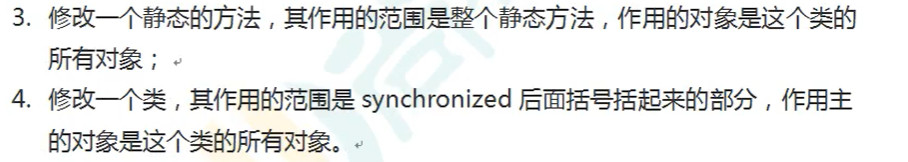 3. 修改一个静态的方法，其作用的范围是整个静态方法，作用的对象是这个类的
所有对象；
4. 修改一个类，其作用的范围是 synchronized 后面括号括起来的部分，作用主
的对象是这个类的所有对象。